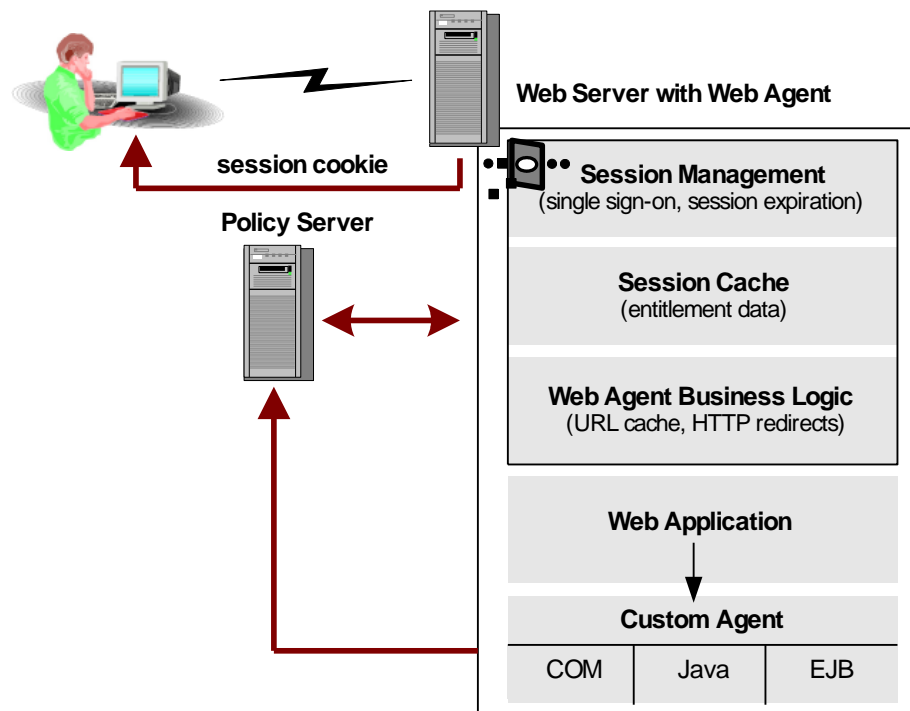 Web Server with Web Agent
session cookie
Session Management
(single sign-on, session expiration)
Policy Server
Session Cache
(entitlement data)
Web Agent Business Logic
(URL cache, HTTP redirects)
Web Application
Custom Agent
COM
Java
EJB